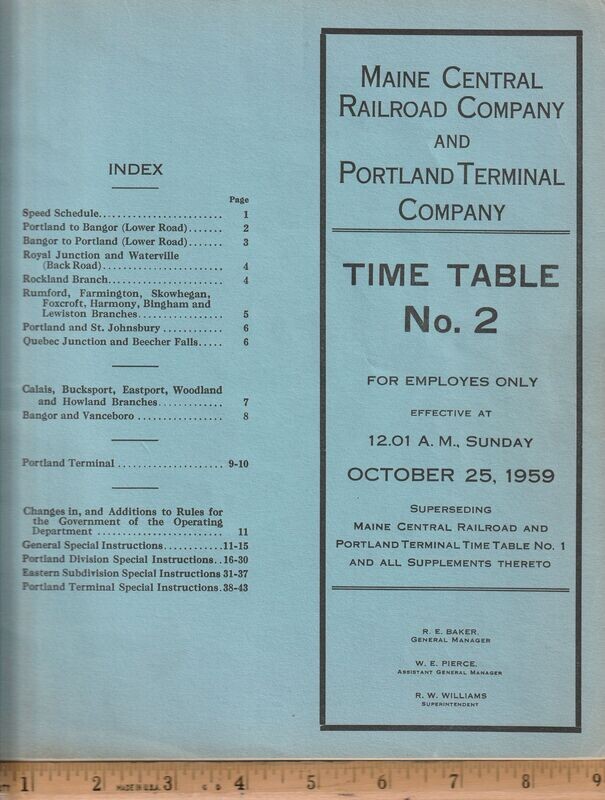 INDEX
Page
Speed Schedule........................ 1
Portland to Bangor (Lower Road)....... 2
Bangor to Portland (Lower Road)....... 3
Royal Junction and Waterville
(Back Road)........................ 4
Rockland Branch....................... 4
Rumford, Farmington, Skowhegan,
Foxcroft, Harmony, Bingham and
Lewiston Branches................. 5
Portland and St. Johnsbury ........... 6
Quebec Junction and Beecher Falls..... 6
Calais, Bucksport, Eastport, Woodland
and Howland Branches............. 7
Bangor and Vanceboro ................ 8
Portland Terminal .................... 9-10
Changes in, and Additions to Rules for
the Government of the Operating
Department ........................ 11
General Special Instructions...........11-15
Portland Division Special Instructions..16-30
Eastern Subdivision Special Instructions 31-37
Portland Terminal Special Instructions.38-43
MAINE CENTRAL
RAILROAD COMPANY
AND
PORTLAND TERMINAL
COMPANY
TIME TABLE
No. 2
FOR EMPLOYES ONLY
EFFECTIVE AT
12.01 A. M., SUNDAY
OCTOBER 25, 1959
SUPERSEDING
MAINE CENTRAL RAILROAD AND
PORTLAND TERMINAL TIME TABLE NO. 1
AND ALL SUPPLEMENTS THERETO
R. E. BAKER,
GENERAL MANAGER
W. E. PIERCE,
ASSISTANT GENERAL MANAGER
R. W. WILLIAMS
SUPERINTENDENT
1 2 MADE IN U.S.A. 3 4 5 6 7 8